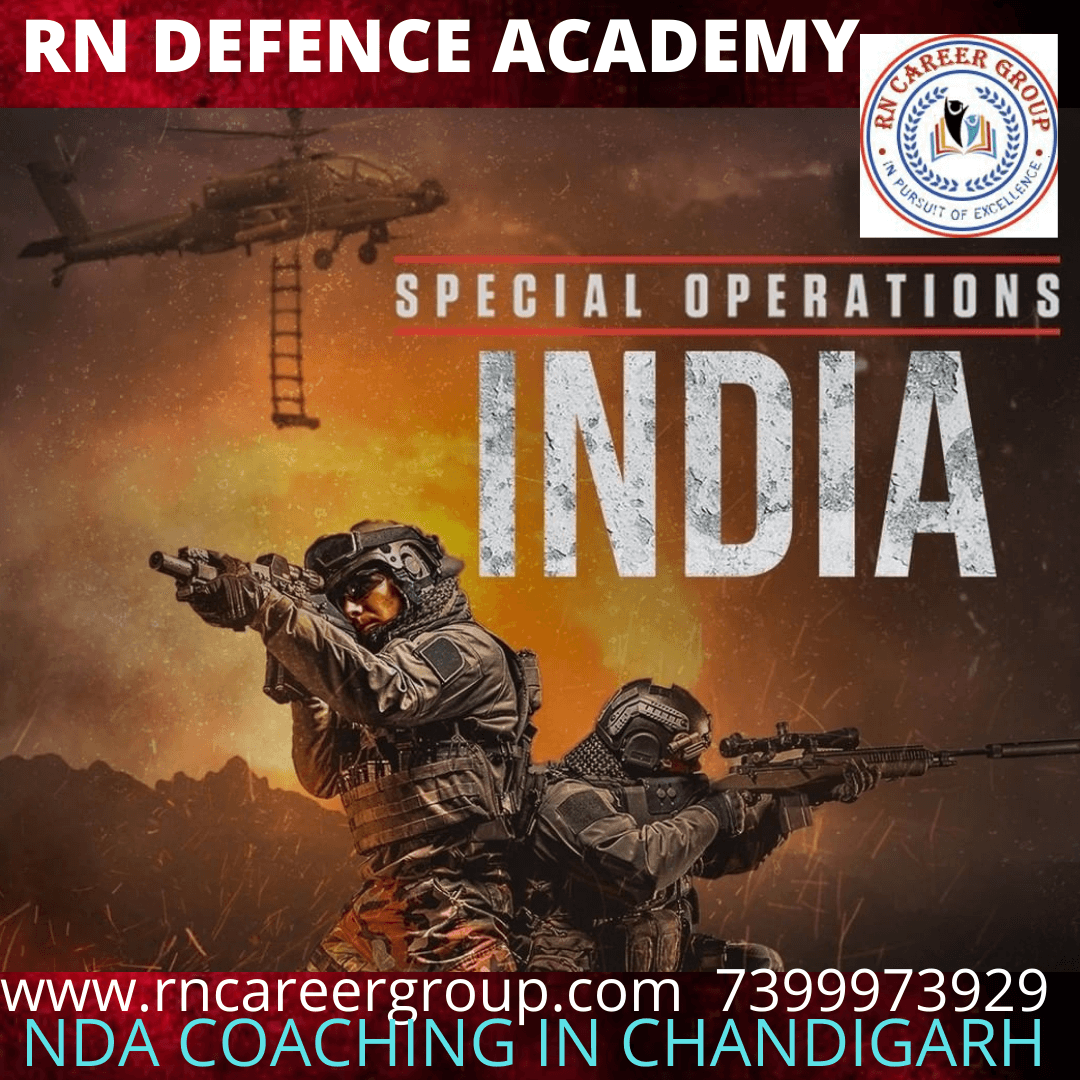 RN DEFENCE ACADEMY
RN CAREER GROUP
• IN PURSUIT OF EXCELLENCE •
SPECIAL OPERATIONS
INDIA
www.rncareergroup.com 7399973929
NDA COACHING IN CHANDIGARH